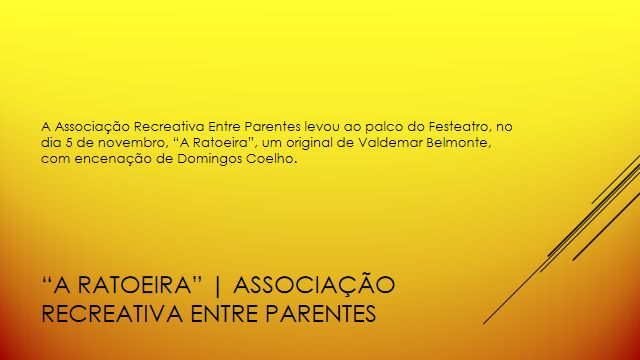 A Associação Recreativa Entre Parentes levou ao palco do Festeatro, no
dia 5 de novembro, “A Ratoeira”, um original de Valdemar Belmonte,
com encenação de Domingos Coelho.
“A RATOEIRA” | ASSOCIAÇÃO
RECREATIVA ENTRE PARENTES